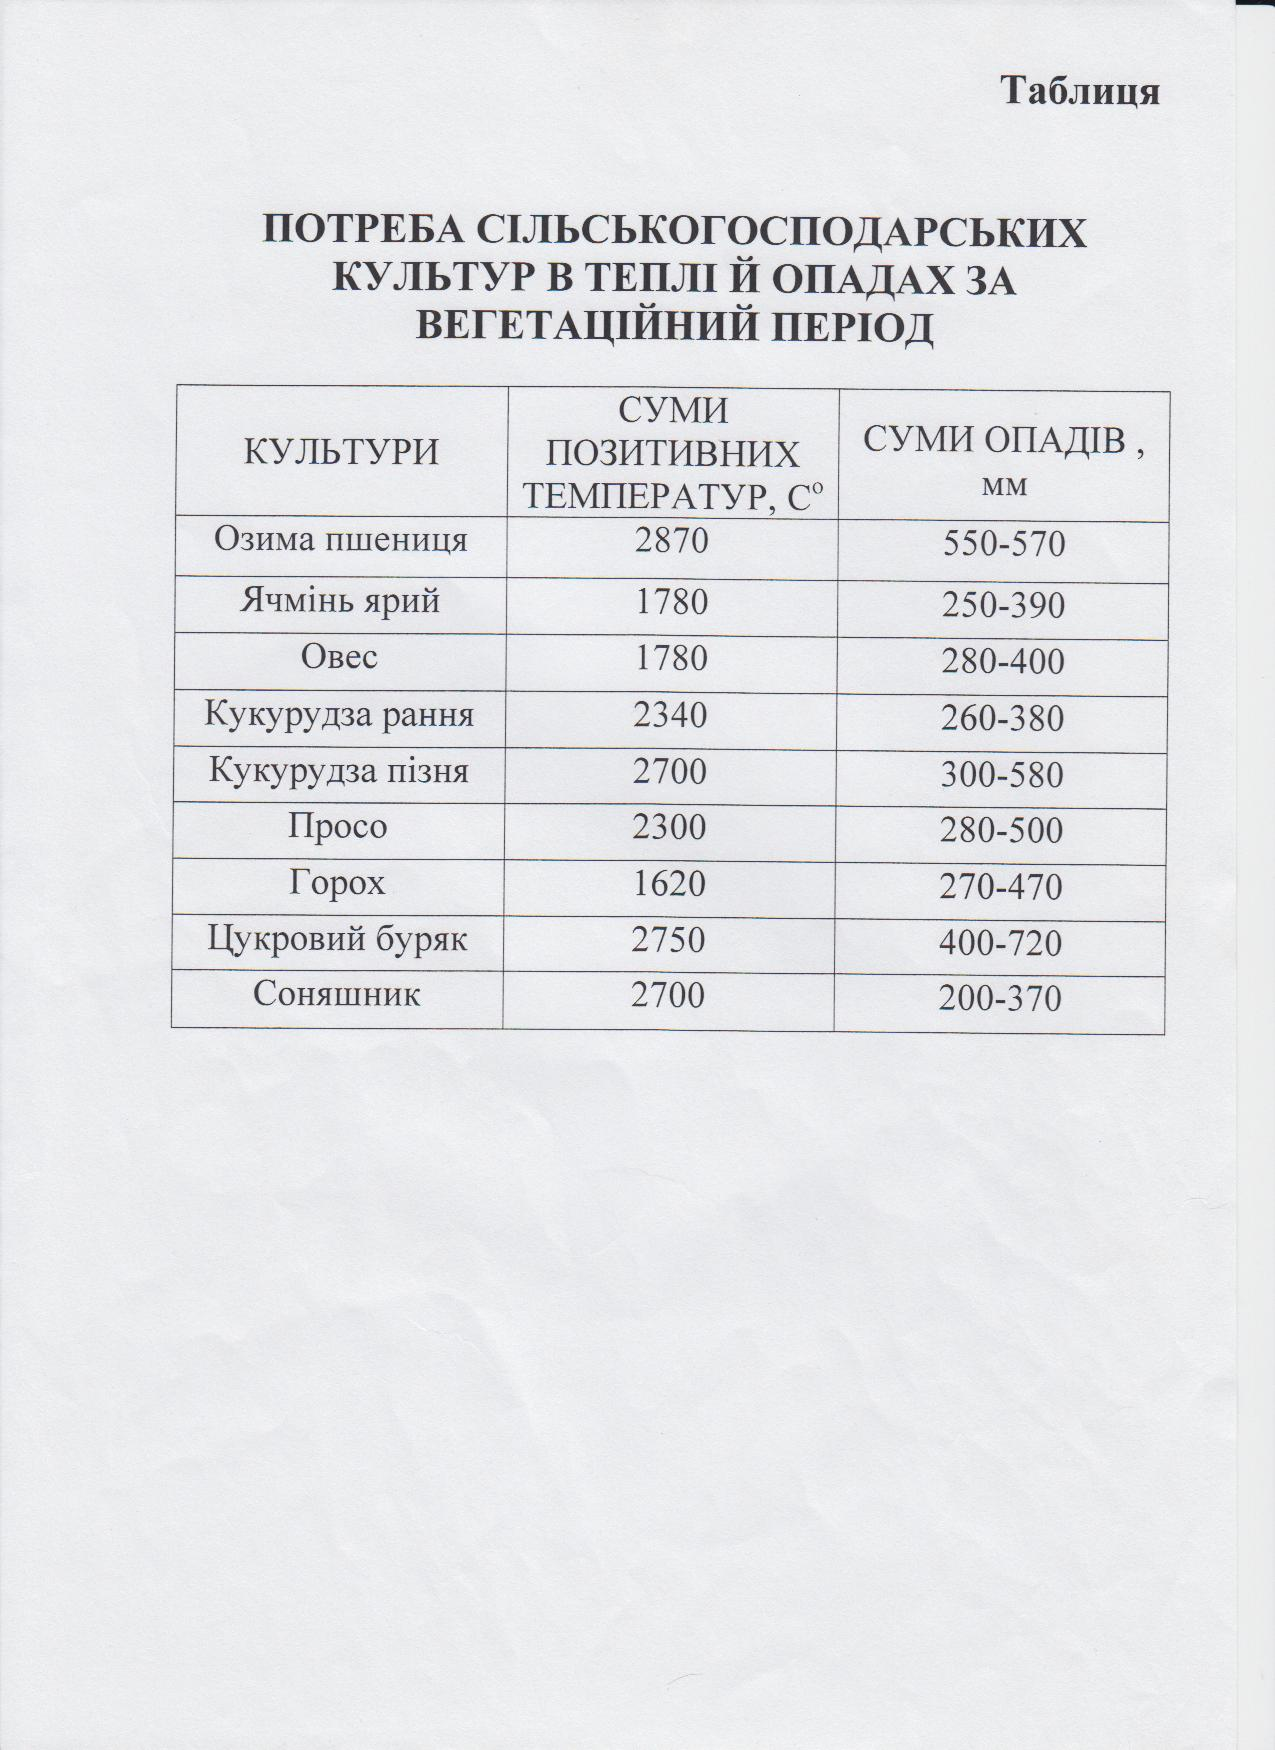 Таблиця
ПОТРЕБА СІЛЬСЬКОГОСПОДАРСЬКИХ
КУЛЬТУР В ТЕПЛІ Й ОПАДАХ ЗА
ВЕГЕТАЦІЙНИЙ ПЕРІОД
КУЛЬТУРИ
СУМИ
ПОЗИТИВНИХ
ТЕМПЕРАТУР, Сº
СУМИ ОПАДІВ ,
мм
Озима пшениця 2870 550-570
Ячмінь ярий 1780 250-390
Овес 1780 280-400
Кукурудза рання 2340 260-380
Кукурудза пізня 2700 300-580
Просо 2300 280-500
Горох 1620 270-470
Цукровий буряк 2750 400-720
Соняшник 2700 200-370